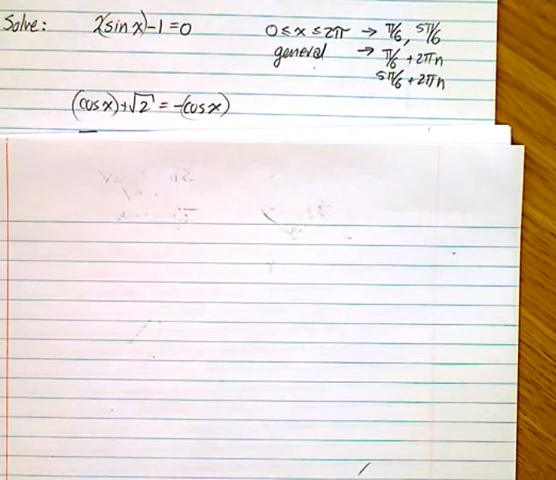 Solve: 2(sin x)-1=0 0≤x≤2π → π/6, 5π/6
general → π/6+2πn
5π/6+2πn
(cos x)+√2 = -(cos x)